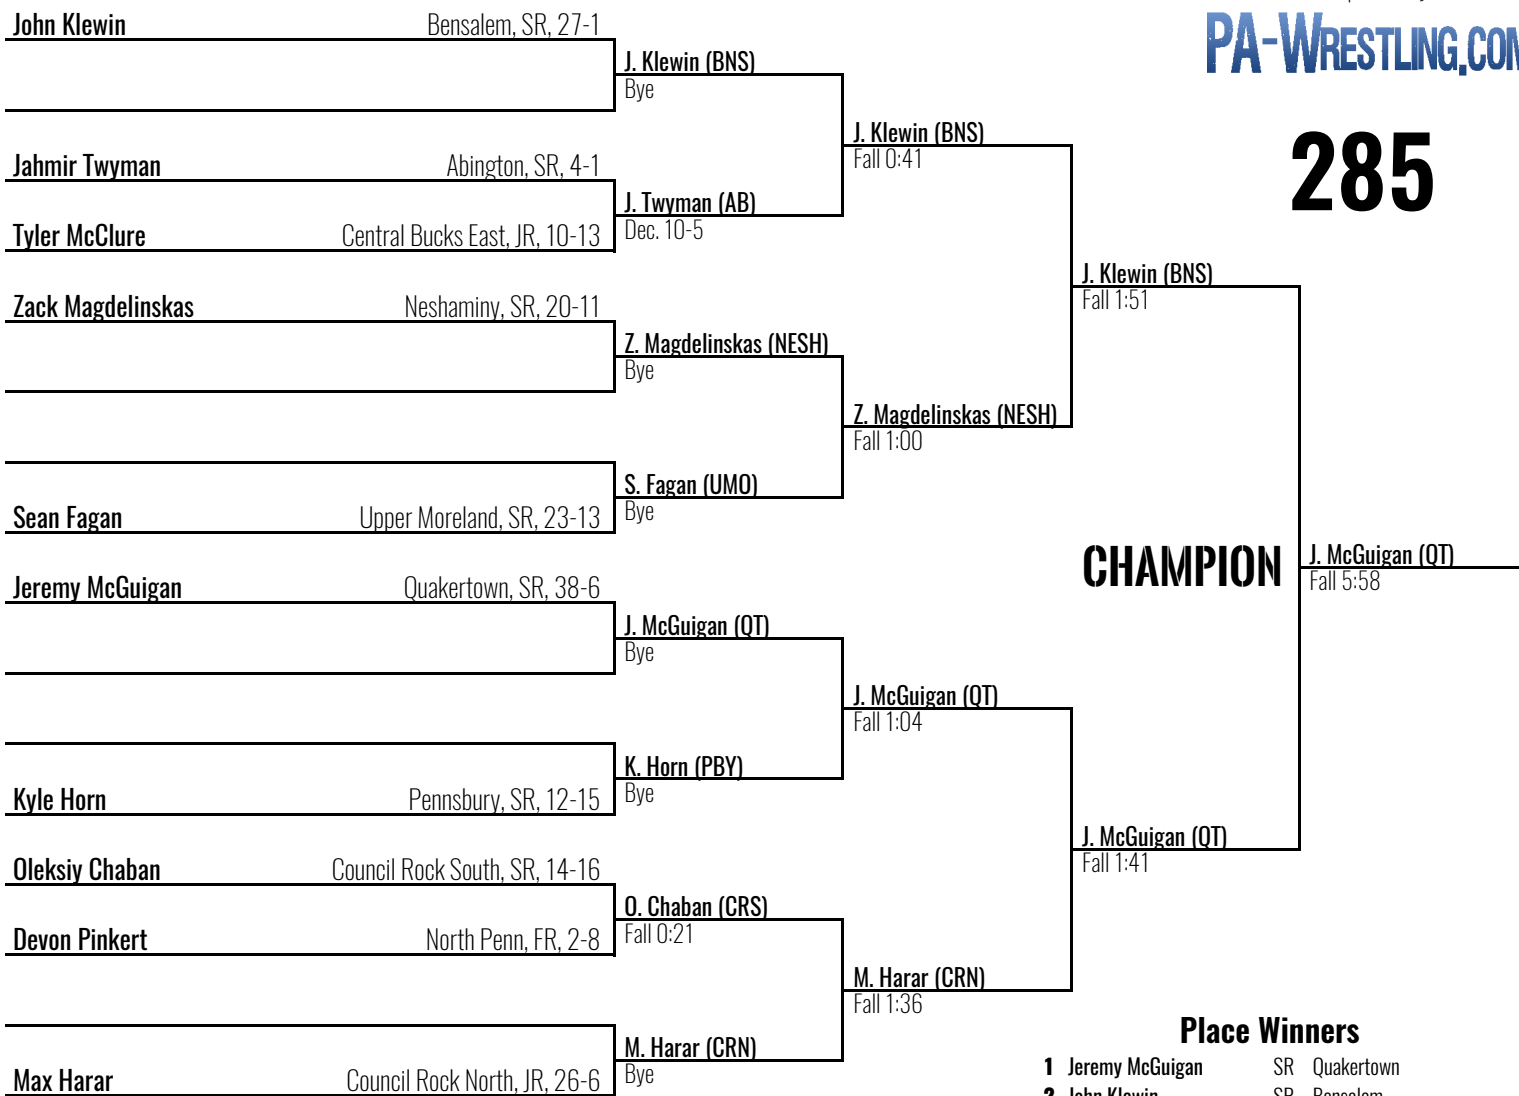 John Klewin Bensalem, SR, 27-1
J. Klewin (BNS)
Bye
Jahmir Twyman Abington, SR, 4-1
Tyler McClure Central Bucks East, JR, 10-13
J. Twyman (AB)
Dec. 10-5
J. Klewin (BNS)
Fall 0:41
Zack Magdelinskas Neshaminy, SR, 20-11
Z. Magdelinskas (NESH)
Bye
Sean Fagan Upper Moreland, SR, 23-13
S. Fagan (UMO)
Bye
Z. Magdelinskas (NESH)
Fall 1:00
J. Klewin (BNS)
Fall 1:51
Jeremy McGuigan Quakertown, SR, 38-6
J. McGuigan (QT)
Bye
Kyle Horn Pennsbury, SR, 12-15
K. Horn (PBY)
Bye
J. McGuigan (QT)
Fall 1:04
Oleksiy Chaban Council Rock South, SR, 14-16
Devon Pinkert North Penn, FR, 2-8
O. Chaban (CRS)
Fall 0:21
Max Harar Council Rock North, JR, 26-6
M. Harar (CRN)
Bye
M. Harar (CRN)
Fall 1:36
J. McGuigan (QT)
Fall 1:41
CHAMPION
J. McGuigan (QT)
Fall 5:58
PA-WRESTLING.COM
285
Place Winners
1 Jeremy McGuigan SR Quakertown
2 John Klewin SR Bensalem